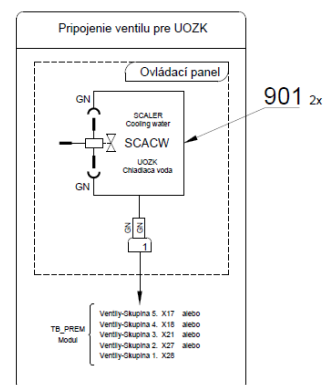 Pripojenie ventilu pre UOZK
Ovládací panel
901 2x
GN
SCALER
Cooling water
SCACW
UOZK
Chladiaca voda
GN
GN GN
1
TB_PREM
Modul
Ventily-Skupina 5. X17 alebo
Ventily-Skupina 4. X18 alebo
Ventily-Skupina 3. X21 alebo
Ventily-Skupina 2. X27 alebo
Ventily-Skupina 1. X28